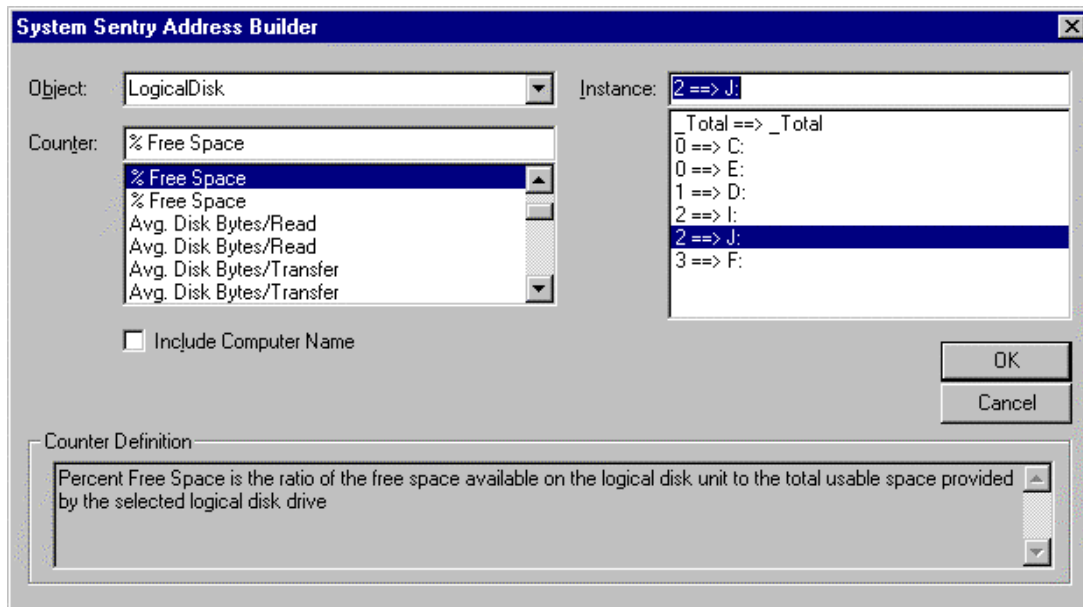 System Sentry Address Builder
Object: LogicalDisk
Instance: 2 ==> J:
Counter: % Free Space
% Free Space
% Free Space
Avg. Disk Bytes/Read
Avg. Disk Bytes/Read
Avg. Disk Bytes/Transfer
Avg. Disk Bytes/Transfer
_Total ==> _Total
0 ==> C:
0 ==> E:
1 ==> D:
2 ==> I:
2 ==> J:
3 ==> F:
Include Computer Name
OK
Cancel
Counter Definition
Percent Free Space is the ratio of the free space available on the logical disk unit to the total usable space provided
by the selected logical disk drive